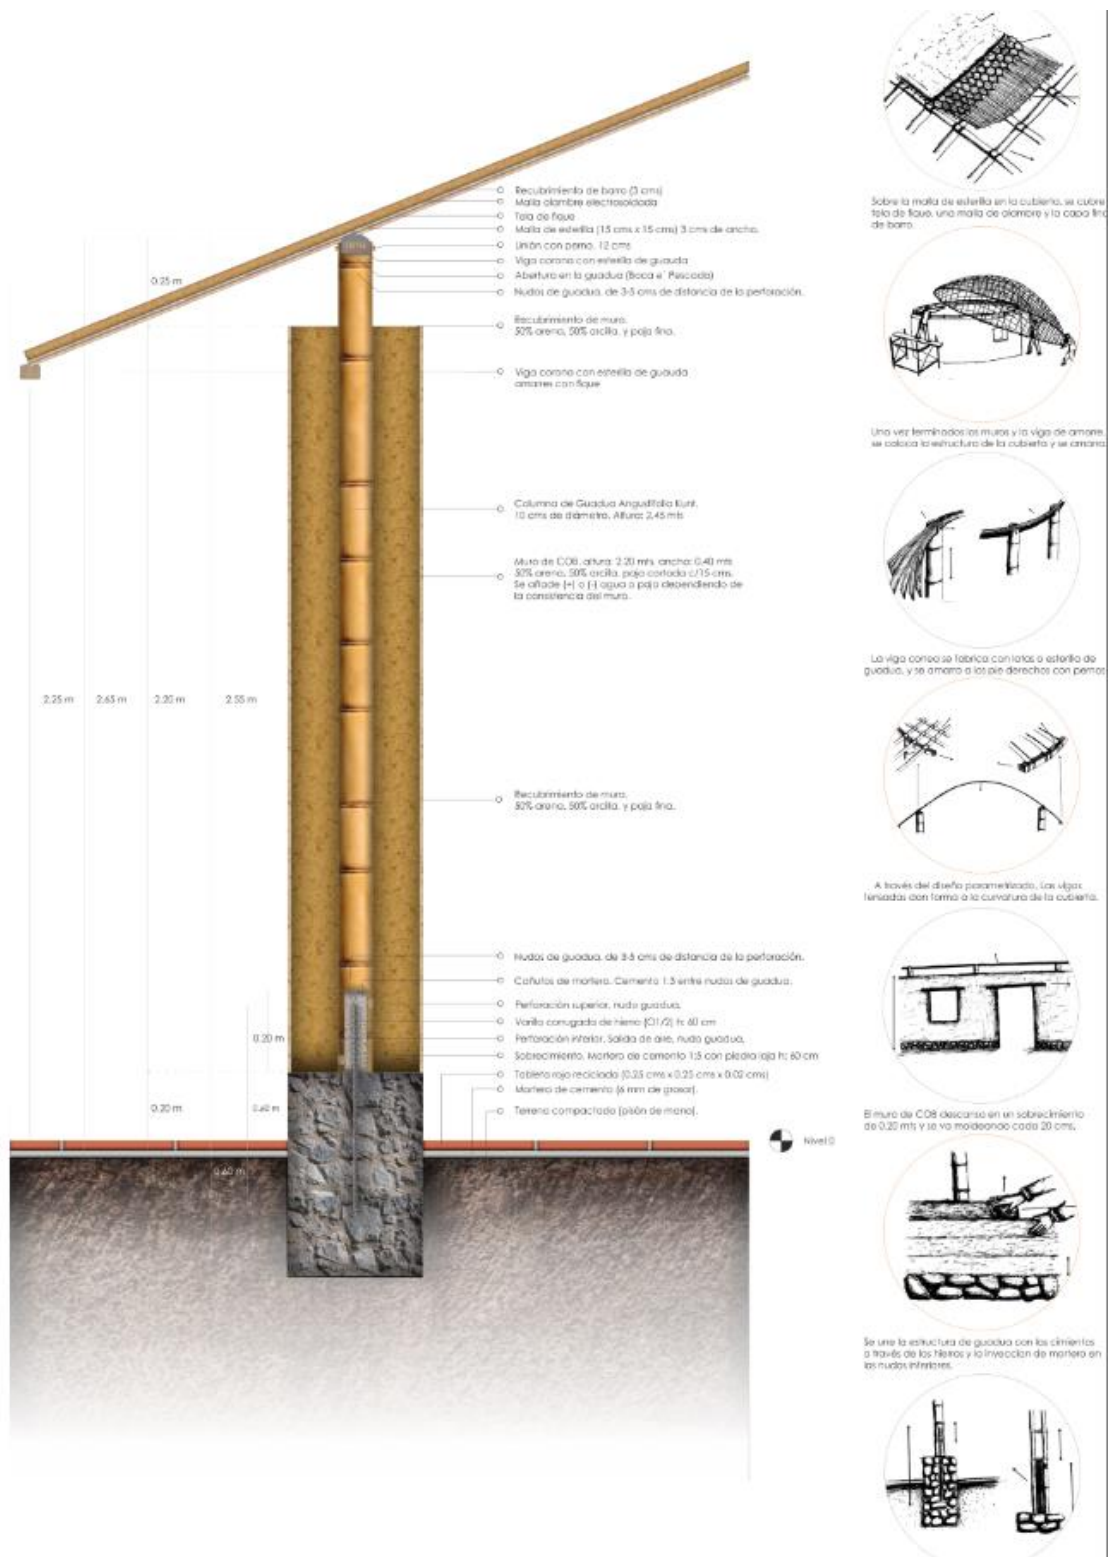 Recubrimiento de barro (3 cms)
Malla alambre electrosoldada
Tela de fique
Malla de esterilla (15 cms x 15 cms) 3 cms de ancho.
Unión con perno, 12 cms
Viga corona con esterilla de guauda
Abertura en la guadua (Boca e´ Pescado)
Nudos de guadua, de 3-5 cms de distancia de la perforación.
0.25 m
Recubrimiento de muro.
50% arena, 50% arcilla, y paja fina.
Viga corona con esterilla de guauda
amarres con fique
Columna de Guadua Angustifolia Kunt.
10 cms de diámetro. Altura: 2.45 mts
Muro de COB, altura: 2.20 mts, ancho: 0.40 mts
50% arena, 50% arcilla, paja cortada c/15 cms.
Se añade (+) o (-) agua o paja dependiendo de
la consistencia del muro.
2.25 m
2.65 m
2.20 m
2.55 m
Recubrimiento de muro.
50% arena, 50% arcilla, y paja fina.
Nudos de guadua, de 3-5 cms de distancia de la perforación.
Cañutos de mortero. Cemento 1:5 entre nudos de guadua.
Perforación superior, nudo guadua.
Varilla corrugada de hierro (O1/2) h: 60 cm
Perforación inferior. Salida de aire, nudo guadua.
Sobrecimiento. Mortero de cemento 1:5 con piedra laja h: 60 cm
Tableta roja reciclada (0.25 cms x 0.25 cms x 0.02 cms)
Mortero de cemento (6 mm de grosor).
Terreno compactado (pisón de mano).
0.20 m
0.20 m
0.60 m
0.60 m
Nivel 0
Sobre la malla de esterilla en la cubierta, se cubre
tela de fique, una malla de alambre y la capa fina
de barro.
Una vez terminados los muros y la viga de amarre,
se coloca la estructura de la cubierta y se amarra.
La viga corona se fabrica con latas o esterilla de
guadua, y se amarra a los pie derechos con pernos
A través del diseño parametrizado, Las vigas
tensadas dan forma a la curvatura de la cubierta.
El muro de COB descansa en un sobrecimiento
de 0.20 mts y se va moldeando cada 20 cms.
Se une la estructura de guadua con los cimientos
a través de los hierros y la inyeccion de mortero en
los nudos inferiores.